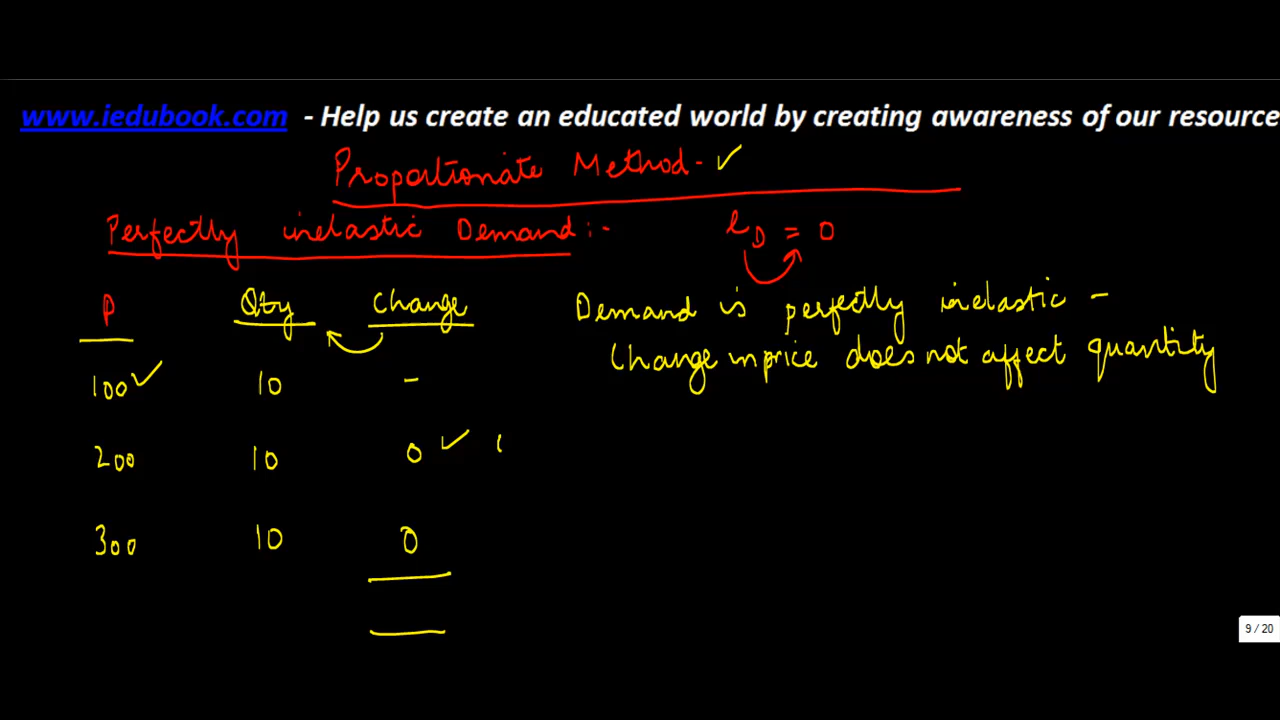 www.iedubook.com - Help us create an educated world by creating awareness of our resource
Proportionate Method -
Perfectly inelastic Demand :- eD = 0
P Qty Change
Demand is perfectly inelastic -
Change in price does not affect quantity
100 10 -
200 10 0 (
300 10 0
9 / 20